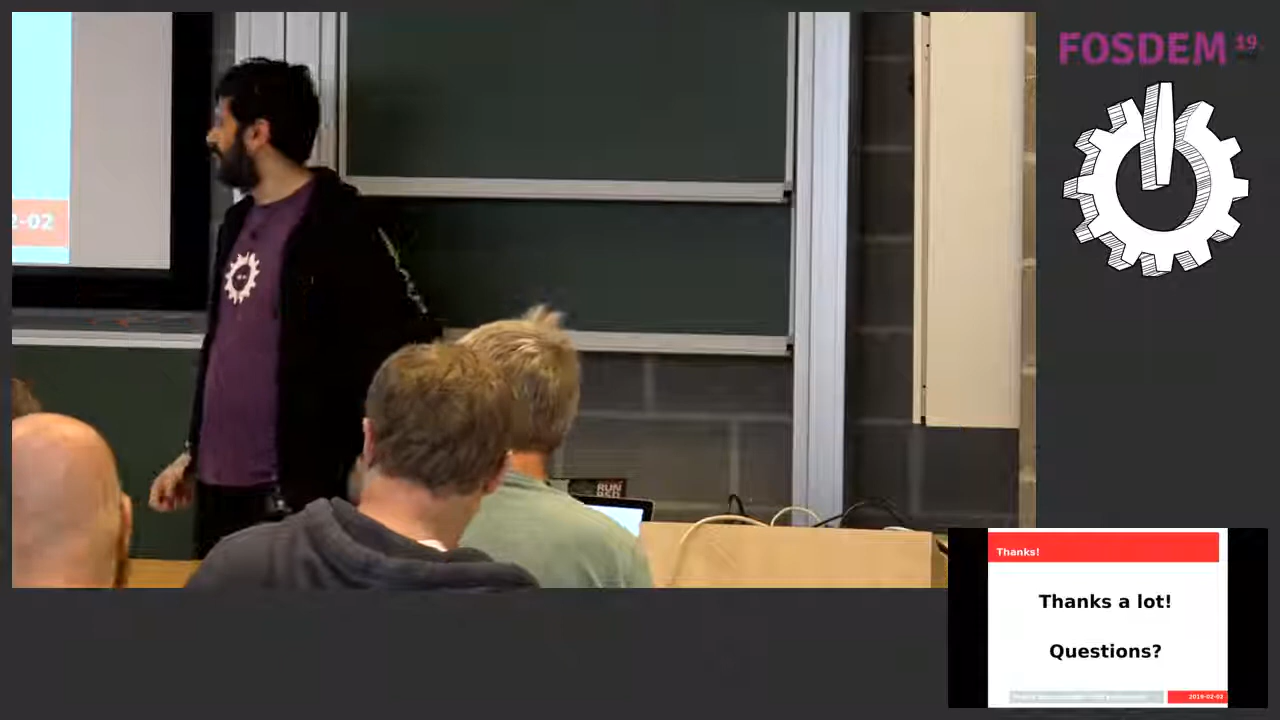 FOSDEM 19
2-02
RUN
BSD
Thanks!
Thanks a lot!
Questions?
2019-02-02